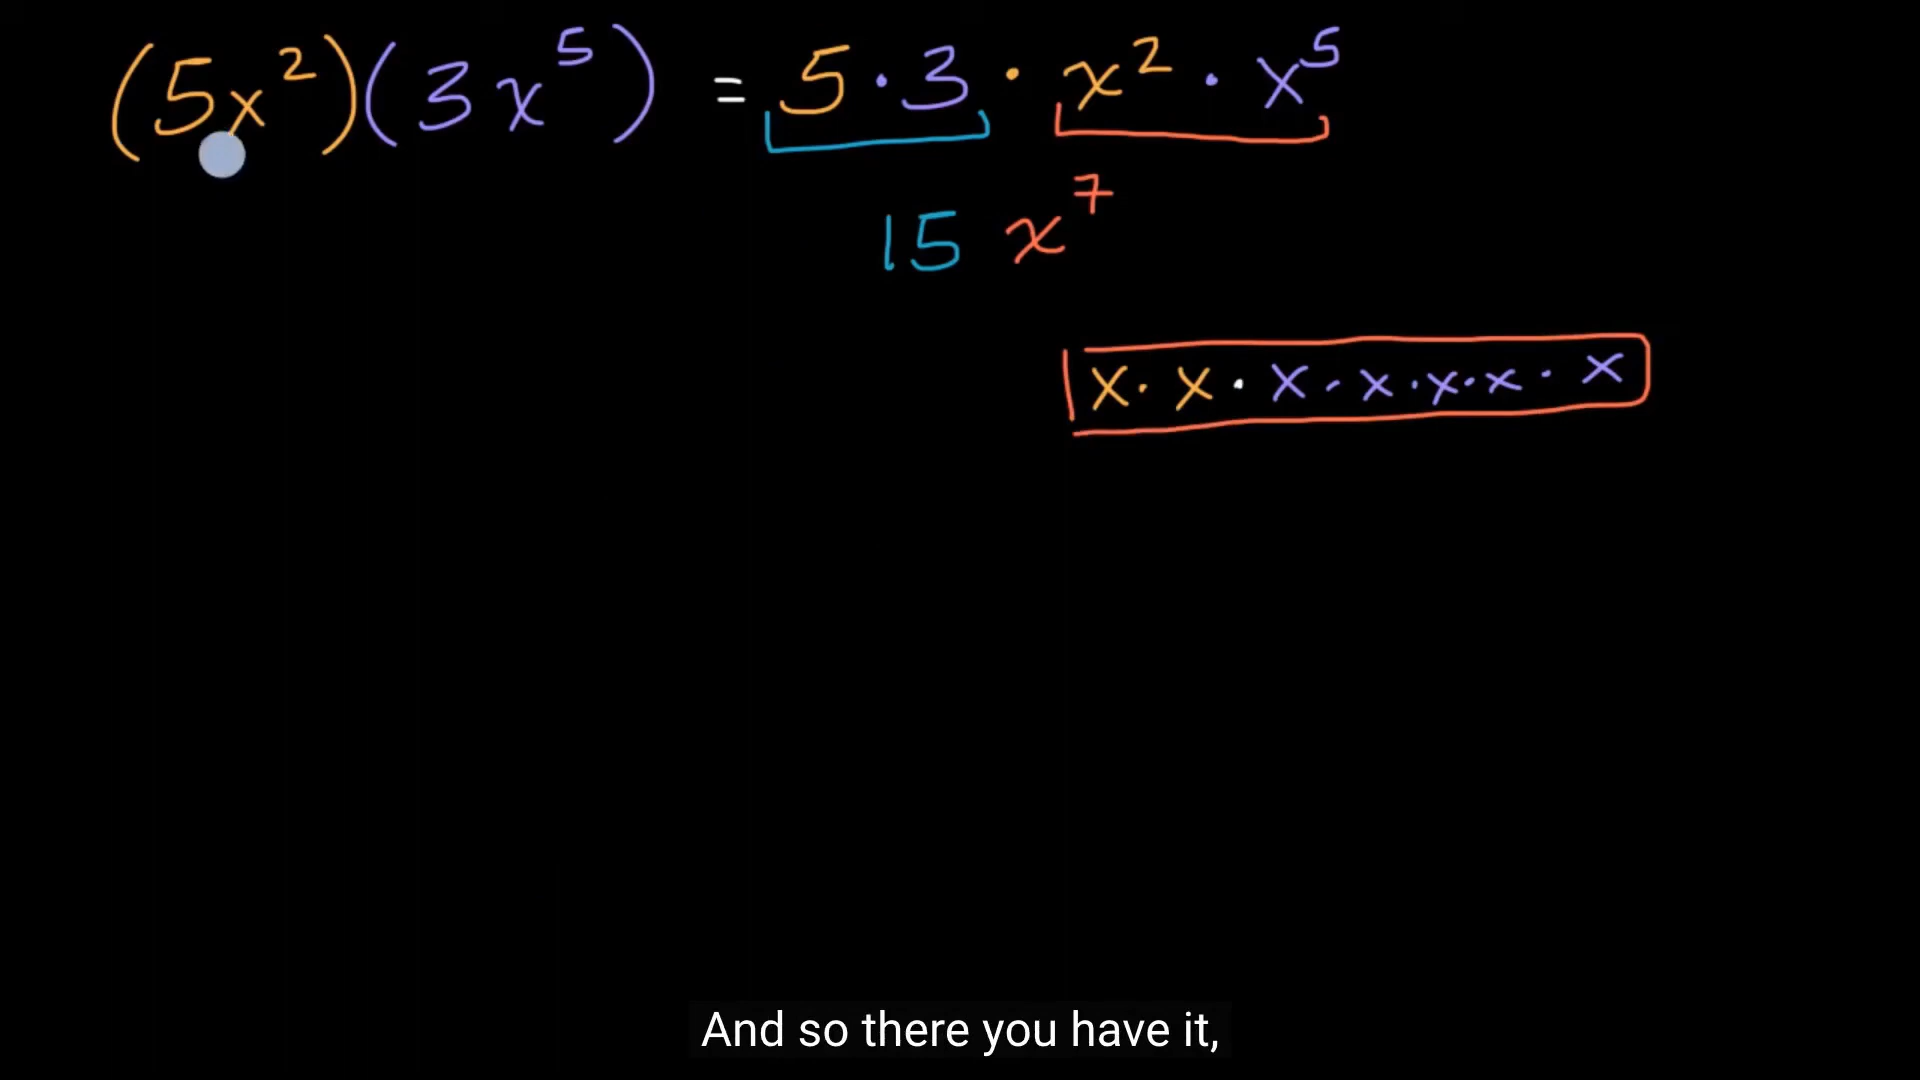 (5x²)(3x⁵) = 5 · 3 · x² · x⁵
15 x⁷
x · x · x · x · x · x · x
And so there you have it,